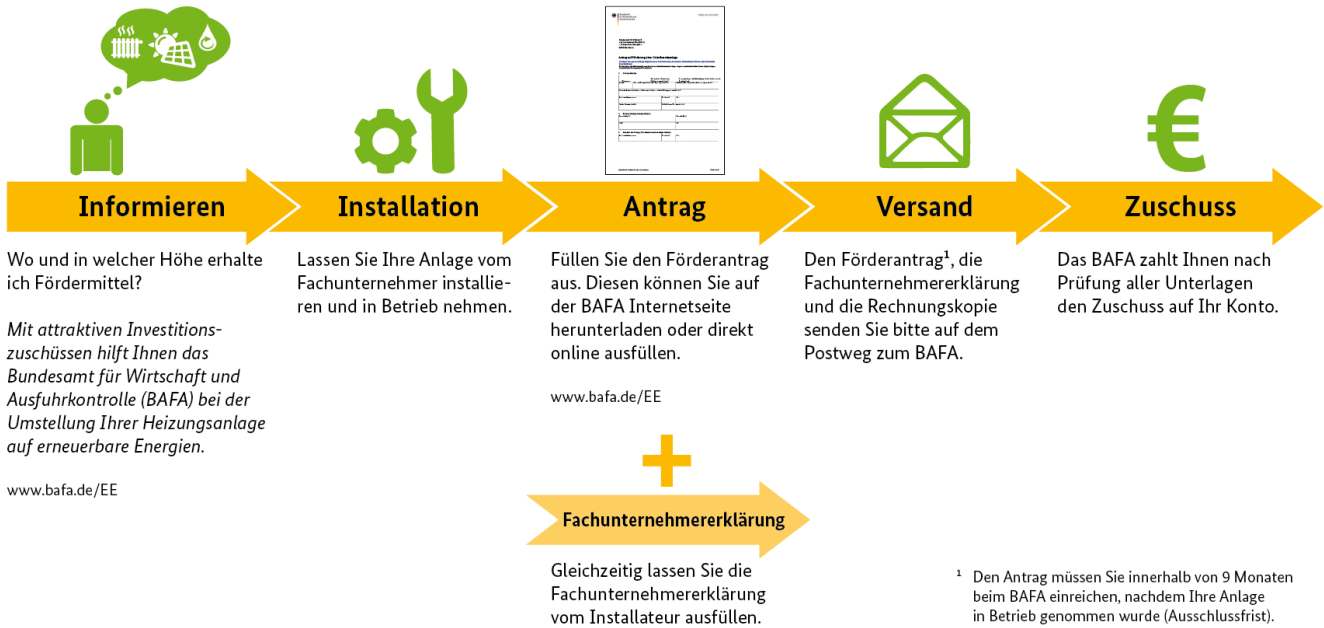 Informieren
Wo und in welcher Höhe erhalte
ich Fördermittel?
Mit attraktiven Investitions-
zuschüssen hilft Ihnen das
Bundesamt für Wirtschaft und
Ausfuhrkontrolle (BAFA) bei der
Umstellung Ihrer Heizungsanlage
auf erneuerbare Energien.
www.bafa.de/EE
Installation
Lassen Sie Ihre Anlage vom
Fachunternehmer installie-
ren und in Betrieb nehmen.
Antrag
Füllen Sie den Förderantrag
aus. Diesen können Sie auf
der BAFA Internetseite
herunterladen oder direkt
online ausfüllen.
www.bafa.de/EE
+
Fachunternehmererklärung
Gleichzeitig lassen Sie die
Fachunternehmererklärung
vom Installateur ausfüllen.
Versand
Den Förderantrag¹, die
Fachunternehmererklärung
und die Rechnungskopie
senden Sie bitte auf dem
Postweg zum BAFA.
€
Zuschuss
Das BAFA zahlt Ihnen nach
Prüfung aller Unterlagen
den Zuschuss auf Ihr Konto.
¹ Den Antrag müssen Sie innerhalb von 9 Monaten
beim BAFA einreichen, nachdem Ihre Anlage
in Betrieb genommen wurde (Ausschlussfrist).